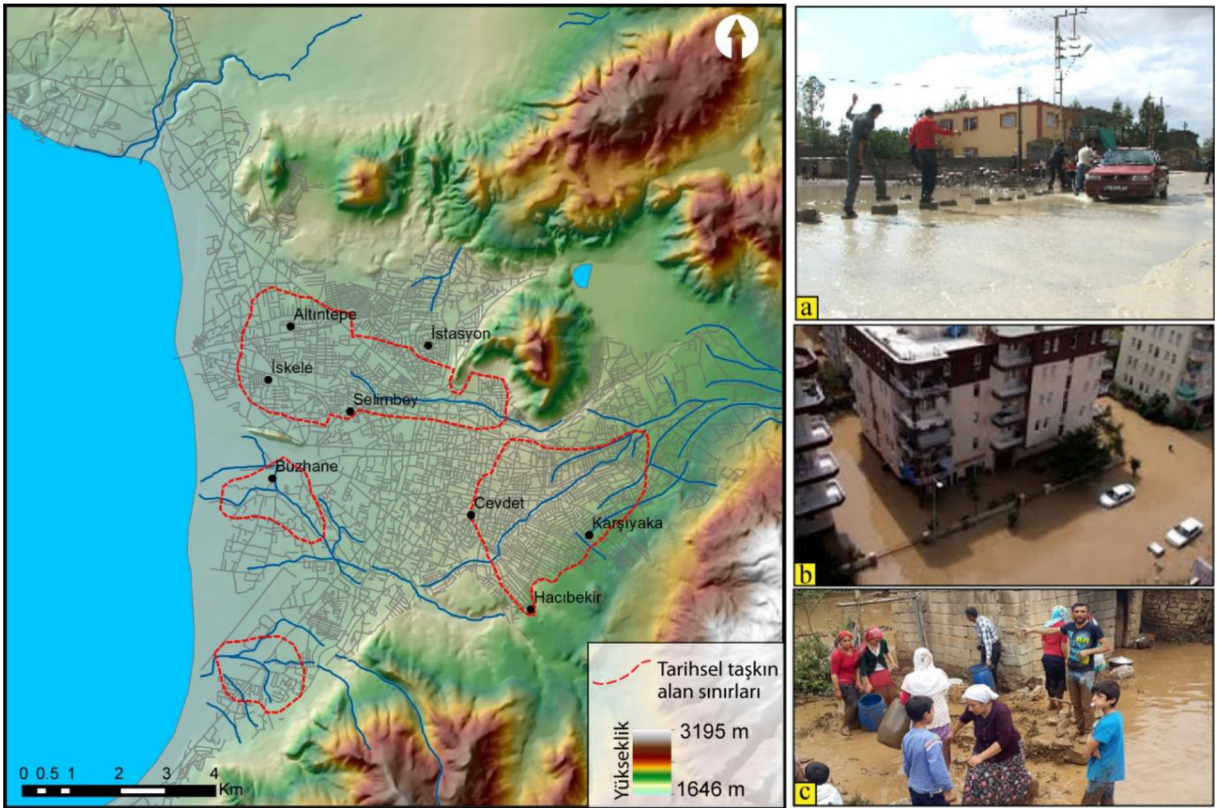 Altıntepe
İstasyon
İskele
Selimbey
Buzhane
Cevdet
Karşıyaka
Hacıbekir
Tarihsel taşkın
alan sınırları
Yükseklik
3195 m
1646 m
0 0.5 1 2 3 4
Km
a
b
c